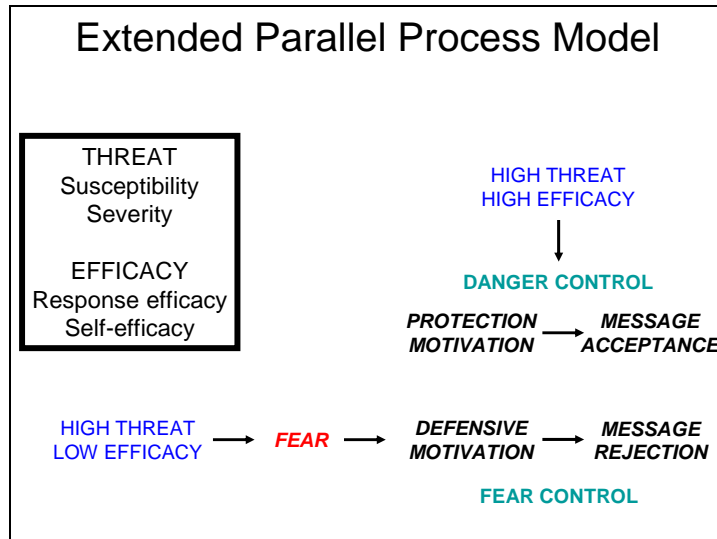 Extended Parallel Process Model
THREAT
Susceptibility
Severity
EFFICACY
Response efficacy
Self-efficacy
HIGH THREAT
HIGH EFFICACY
DANGER CONTROL
PROTECTION
MOTIVATION
MESSAGE
ACCEPTANCE
HIGH THREAT
LOW EFFICACY
FEAR
DEFENSIVE
MOTIVATION
MESSAGE
REJECTION
FEAR CONTROL